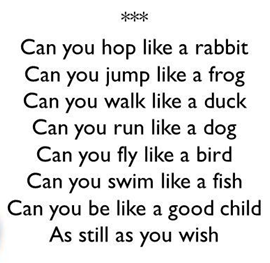 ***
Can you hop like a rabbit
Can you jump like a frog
Can you walk like a duck
Can you run like a dog
Can you fly like a bird
Can you swim like a fish
Can you be like a good child
As still as you wish